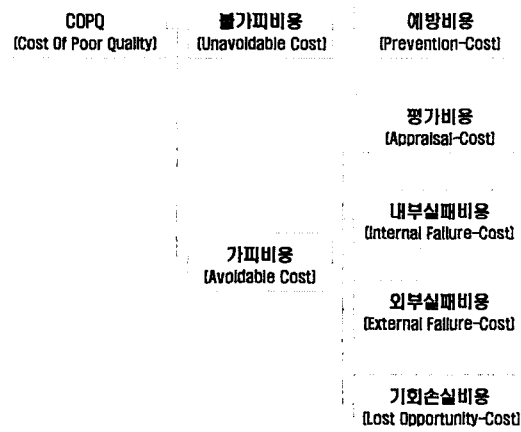 COPQ
(Cost Of Poor Quality)
불가피비용
(Unavoidable Cost)
예방비용
(Prevention-Cost)
평가비용
(Appraisal-Cost)
내부실패비용
(Internal Failure-Cost)
가피비용
(Avoidable Cost)
외부실패비용
(External Failure-Cost)
기회손실비용
(Lost Opportunity-Cost)